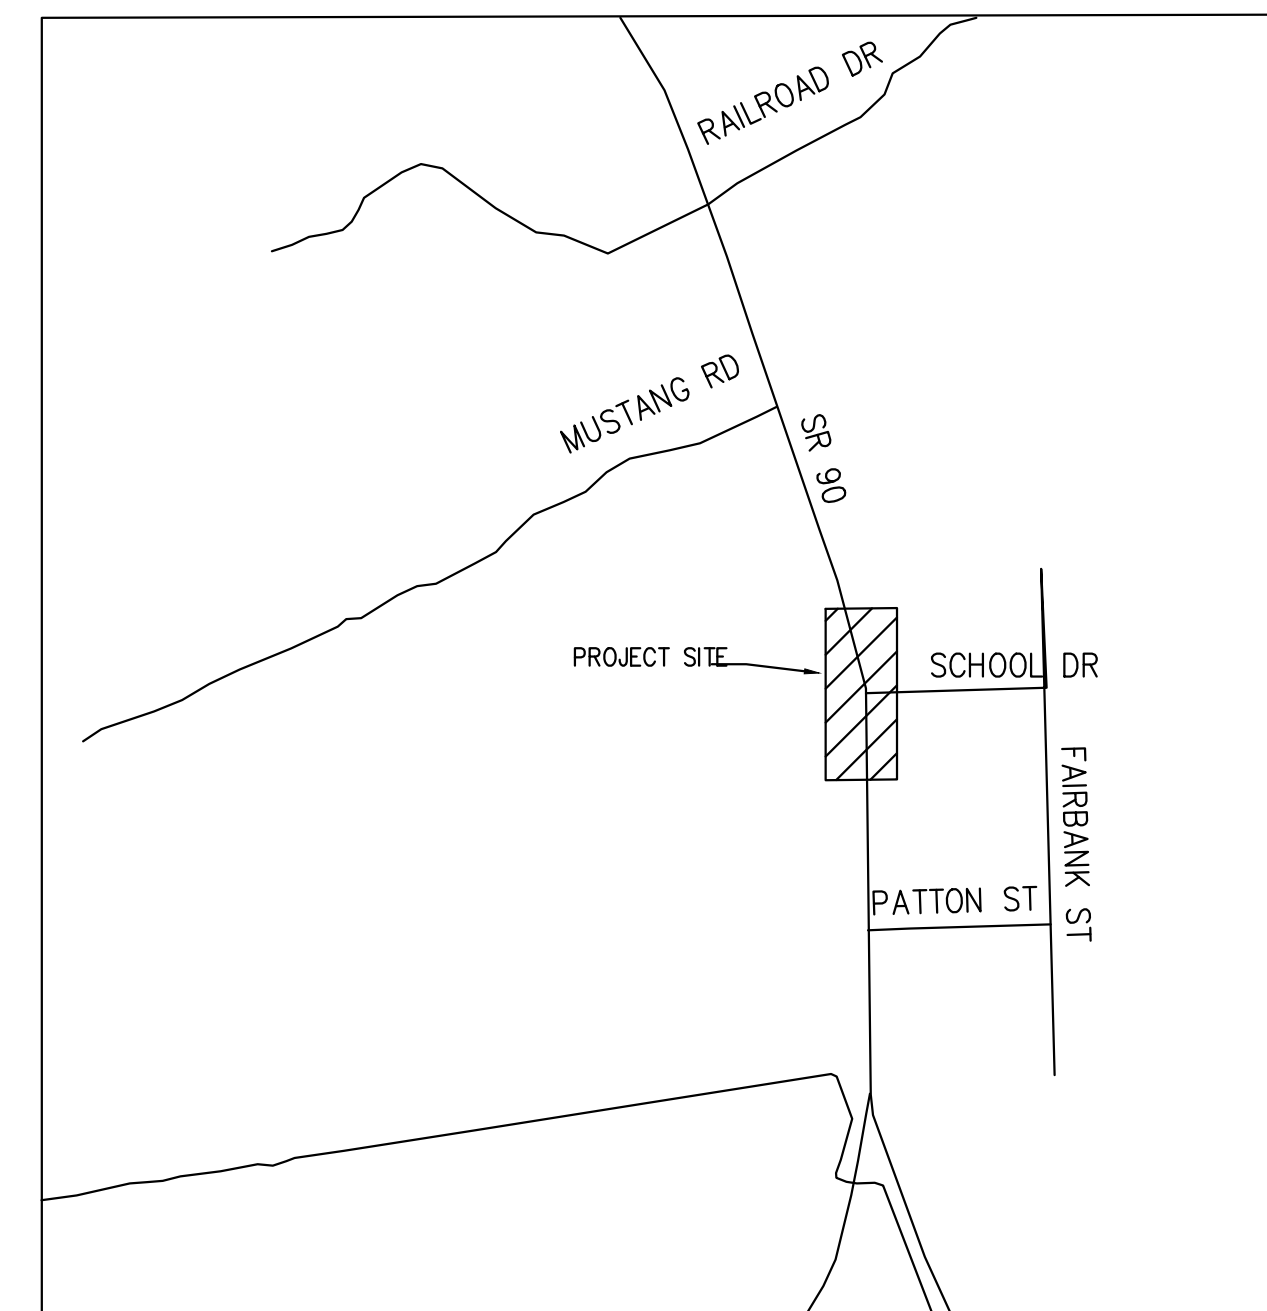 RAILROAD DR
MUSTANG RD
SR 90
PROJECT SITE
SCHOOL DR
FAIRBANK ST
PATTON ST